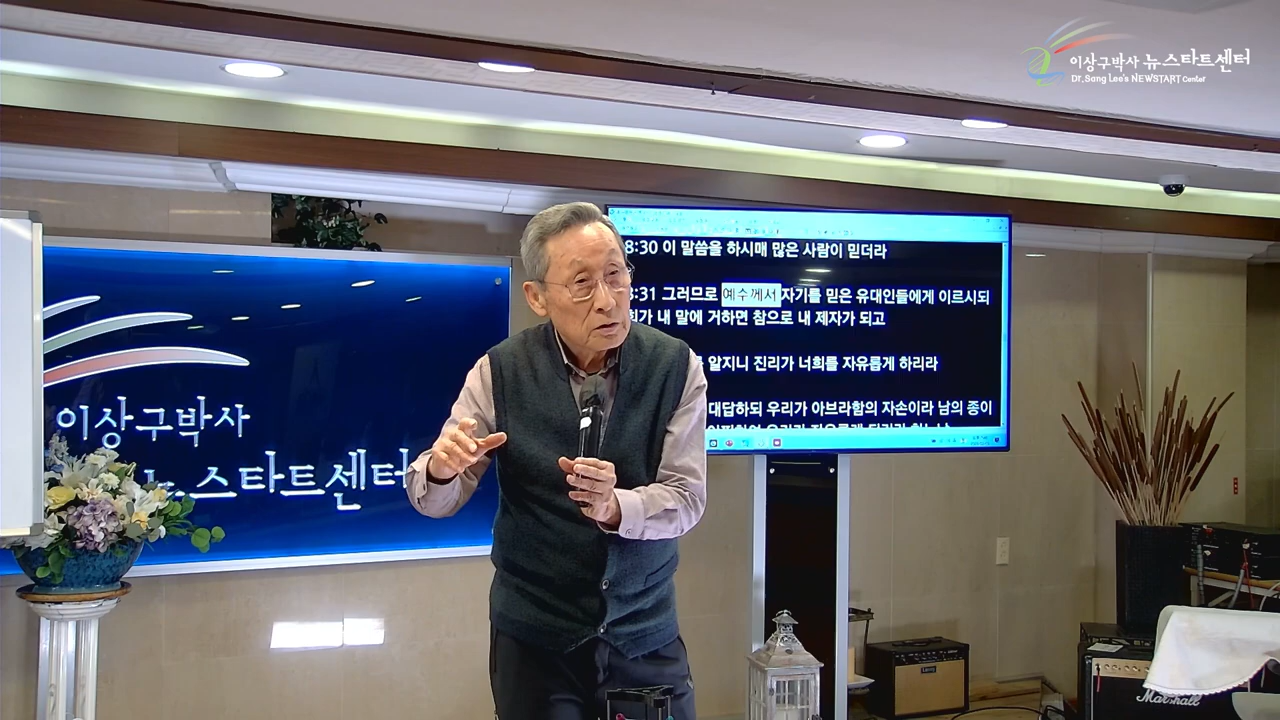 이상구박사 뉴스타트센터
Dr. Sang Lee's NEWSTART Center
8:30 이 말씀을 하시매 많은 사람이 믿더라
8:31 그러므로 예수께서 자기를 믿은 유대인들에게 이르시되
내 말에 거하면 참으로 내 제자가 되고
알지니 진리가 너희를 자유롭게 하리라
대답하되 우리가 아브라함의 자손이라 남의 종이
이상구박사
뉴스타트센터
Marshall